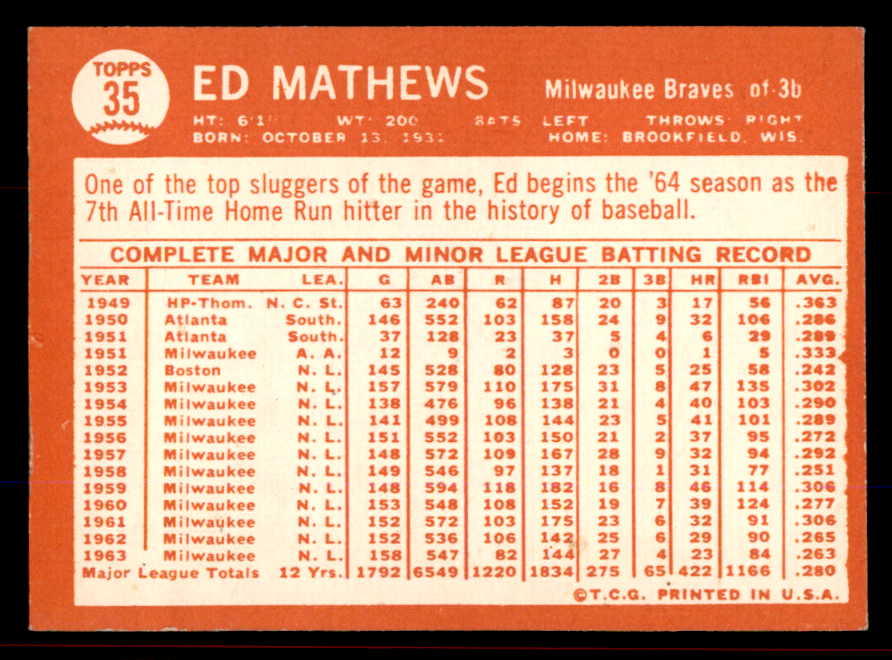 TOPPS
35
ED MATHEWS Milwaukee Braves of-3b
WT: 200 BATS LEFT THROWS: RIGHT
BORN: OCTOBER 13, HOME: BROOKFIELD, WIS.
One of the top sluggers of the game, Ed begins the '64 season as the
7th All-Time Home Run hitter in the history of baseball.
COMPLETE MAJOR AND MINOR LEAGUE BATTING RECORD
YEAR TEAM LEA. G AB R H 2B 3B HR RBI AVG.
1949 HP-Thom. N. C. St. 63 240 62 87 20 3 17 56 .363
1950 Atlanta South. 146 552 103 158 24 9 32 106 .286
1951 Atlanta South. 37 128 23 37 5 4 6 29 .289
1951 Milwaukee A. A. 12 9 2 3 0 0 1 5 .333
1952 Boston N. L. 145 528 80 128 23 5 25 58 .242
1953 Milwaukee N. L. 157 579 110 175 31 8 47 135 .302
1954 Milwaukee N. L. 138 476 96 138 21 4 40 103 .290
1955 Milwaukee N. L. 141 499 108 144 23 5 41 101 .289
1956 Milwaukee N. L. 151 552 103 150 21 2 37 95 .272
1957 Milwaukee N. L. 148 572 109 167 28 9 32 94 .292
1958 Milwaukee N. L. 149 546 97 137 18 1 31 77 .251
1959 Milwaukee N. L. 148 594 118 182 16 8 46 114 .306
1960 Milwaukee N. L. 153 548 108 152 19 7 39 124 .277
1961 Milwaukee N. L. 152 572 103 175 23 6 32 91 .306
1962 Milwaukee N. L. 152 536 106 142 25 6 29 90 .265
1963 Milwaukee N. L. 158 547 82 144 27 4 23 84 .263
Major League Totals 12 Yrs. 1792 6549 1220 1834 275 65 422 1166 .280
©T.C.G. PRINTED IN U.S.A.